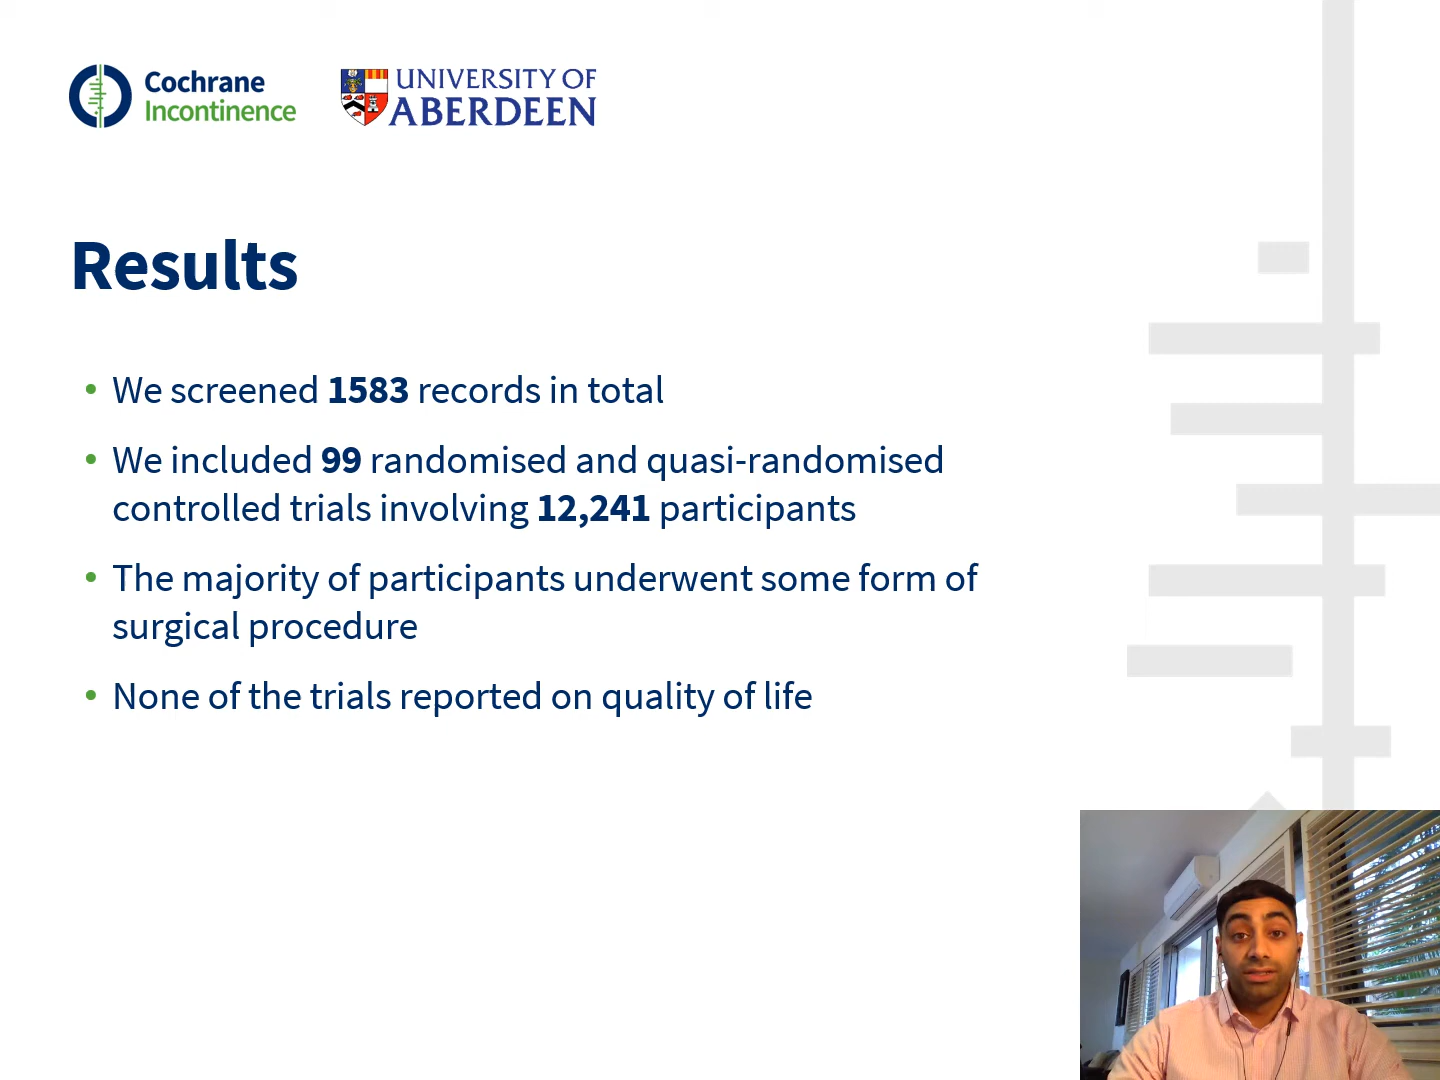 Cochrane
Incontinence
UNIVERSITY OF
ABERDEEN
Results
• We screened 1583 records in total
• We included 99 randomised and quasi-randomised
controlled trials involving 12,241 participants
• The majority of participants underwent some form of
surgical procedure
• None of the trials reported on quality of life